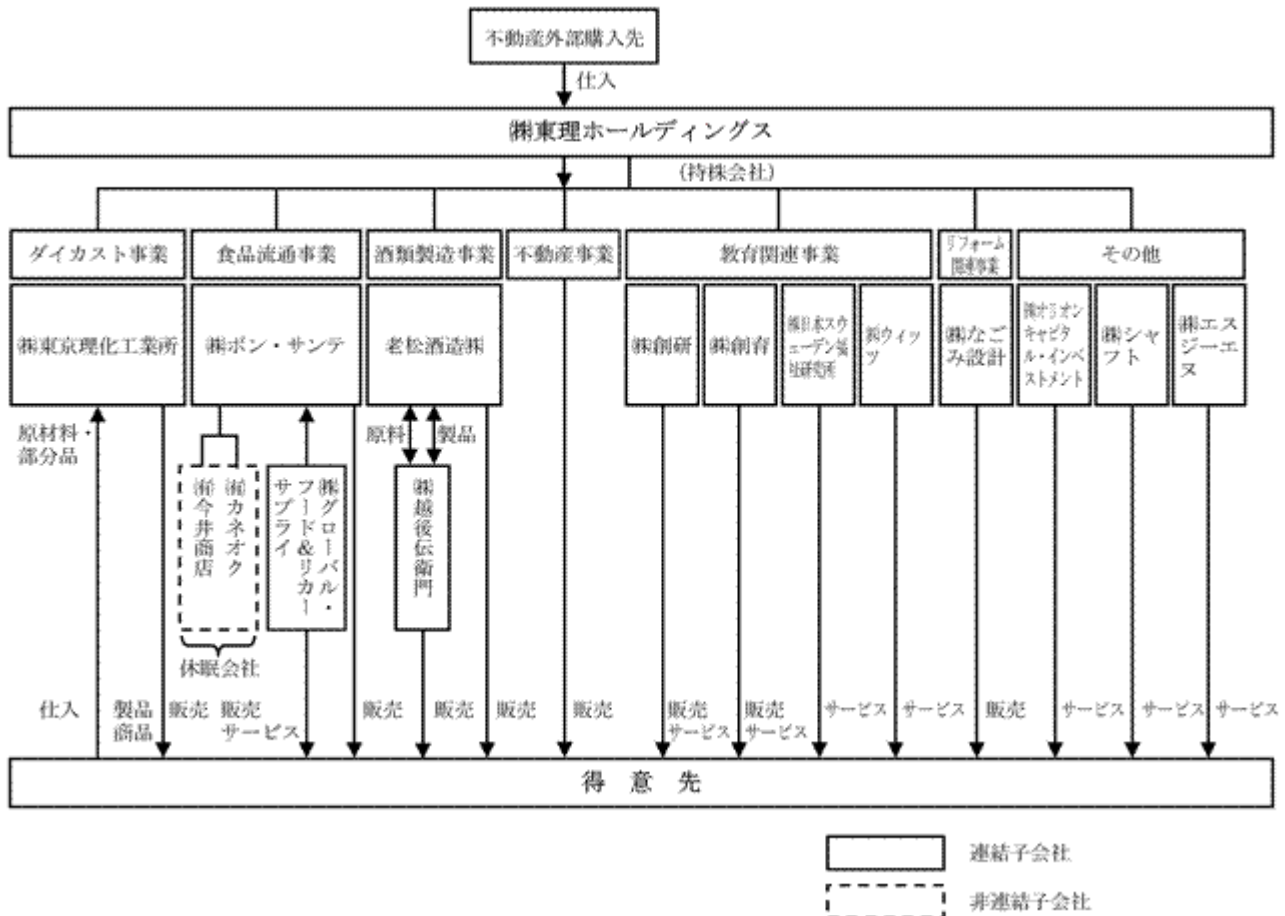 不動産外部購入先
仕入
㈱東理ホールディングス
(持株会社)
ダイカスト事業
食品流通事業
酒類製造事業
不動産事業
教育関連事業
リフォーム
関連事業
その他
㈱東京理化工業所
㈱ボン・サンテ
老松酒造㈱
㈱創研
㈱創育
㈱日本スウ
ェーデン福
祉研究所
㈱ウィッ
ツ
㈱なご
み設計
㈱オリオン
キャピタ
ル・インベ
ストメント
㈱シャ
フト
㈱エス
ジーエ
ヌ
原材料・
部分品
原料
製品
㈲カネオク
㈲今井商店
㈱グローバル・
フード&リカー
サプライ
㈱越後伝衛門
休眠会社
仕入
製品
商品
販売
販売
サービス
販売
販売
販売
販売
販売
サービス
販売
サービス
サービス
サービス
販売
サービス
サービス
サービス
得意先
連結子会社
非連結子会社